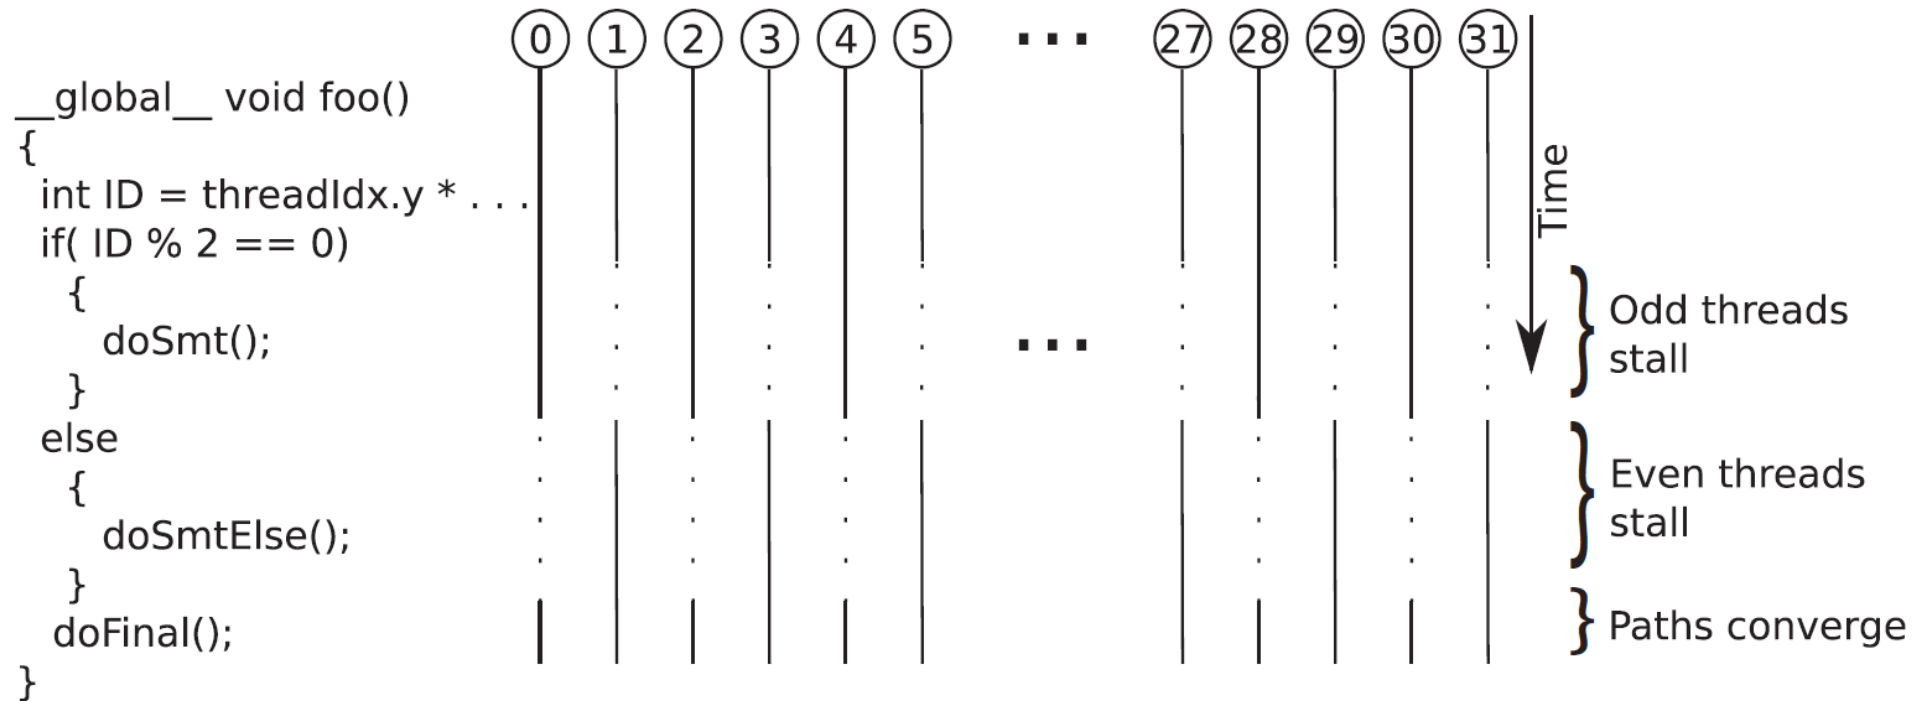 0 1 2 3 4 5 ... 27 28 29 30 31
__global__ void foo()
{
int ID = threadIdx.y * . . .
if( ID % 2 == 0)
{
doSmt();
}
else
{
doSmtElse();
}
doFinal();
}
...
Time
Odd threads
stall
Even threads
stall
} Paths converge